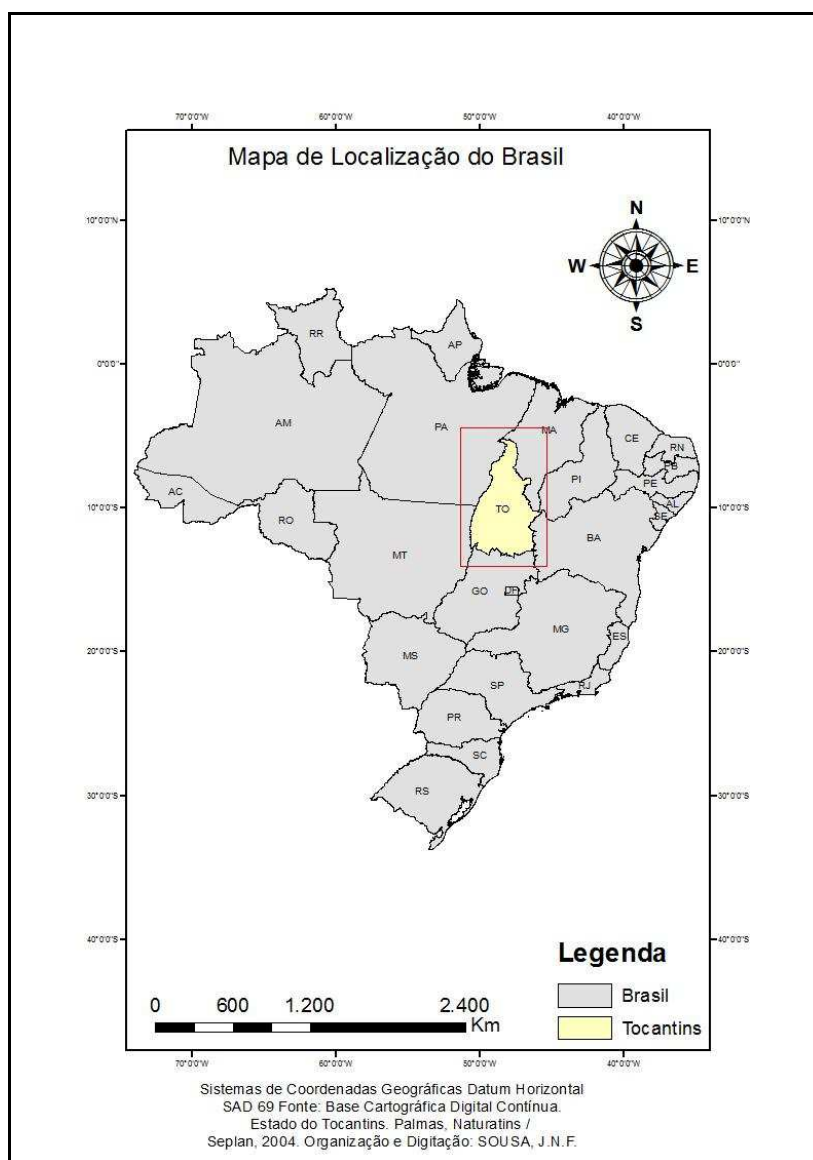 70°0'0"W 60°0'0"W 50°0'0"W 40°0'0"W
Mapa de Localização do Brasil
N
W E
S
10°0'0"N 10°0'0"N
0°0'0" 0°0'0"
RR
AP
AM
PA
MA
CE
RN
PB
PE
PI
AL
SE
AC
10°0'0"S 10°0'0"S
TO
RO
BA
MT
GO
DF
MG
ES
20°0'0"S 20°0'0"S
MS
SP
RJ
PR
SC
RS
30°0'0"S 30°0'0"S
40°0'0"S 40°0'0"S
Legenda
Brasil
Tocantins
0 600 1.200 2.400
Km
70°0'0"W 60°0'0"W 50°0'0"W 40°0'0"W
Sistemas de Coordenadas Geográficas Datum Horizontal
SAD 69 Fonte: Base Cartográfica Digital Contínua.
Estado do Tocantins. Palmas, Naturatins /
Seplan, 2004. Organização e Digitação: SOUSA, J.N.F.